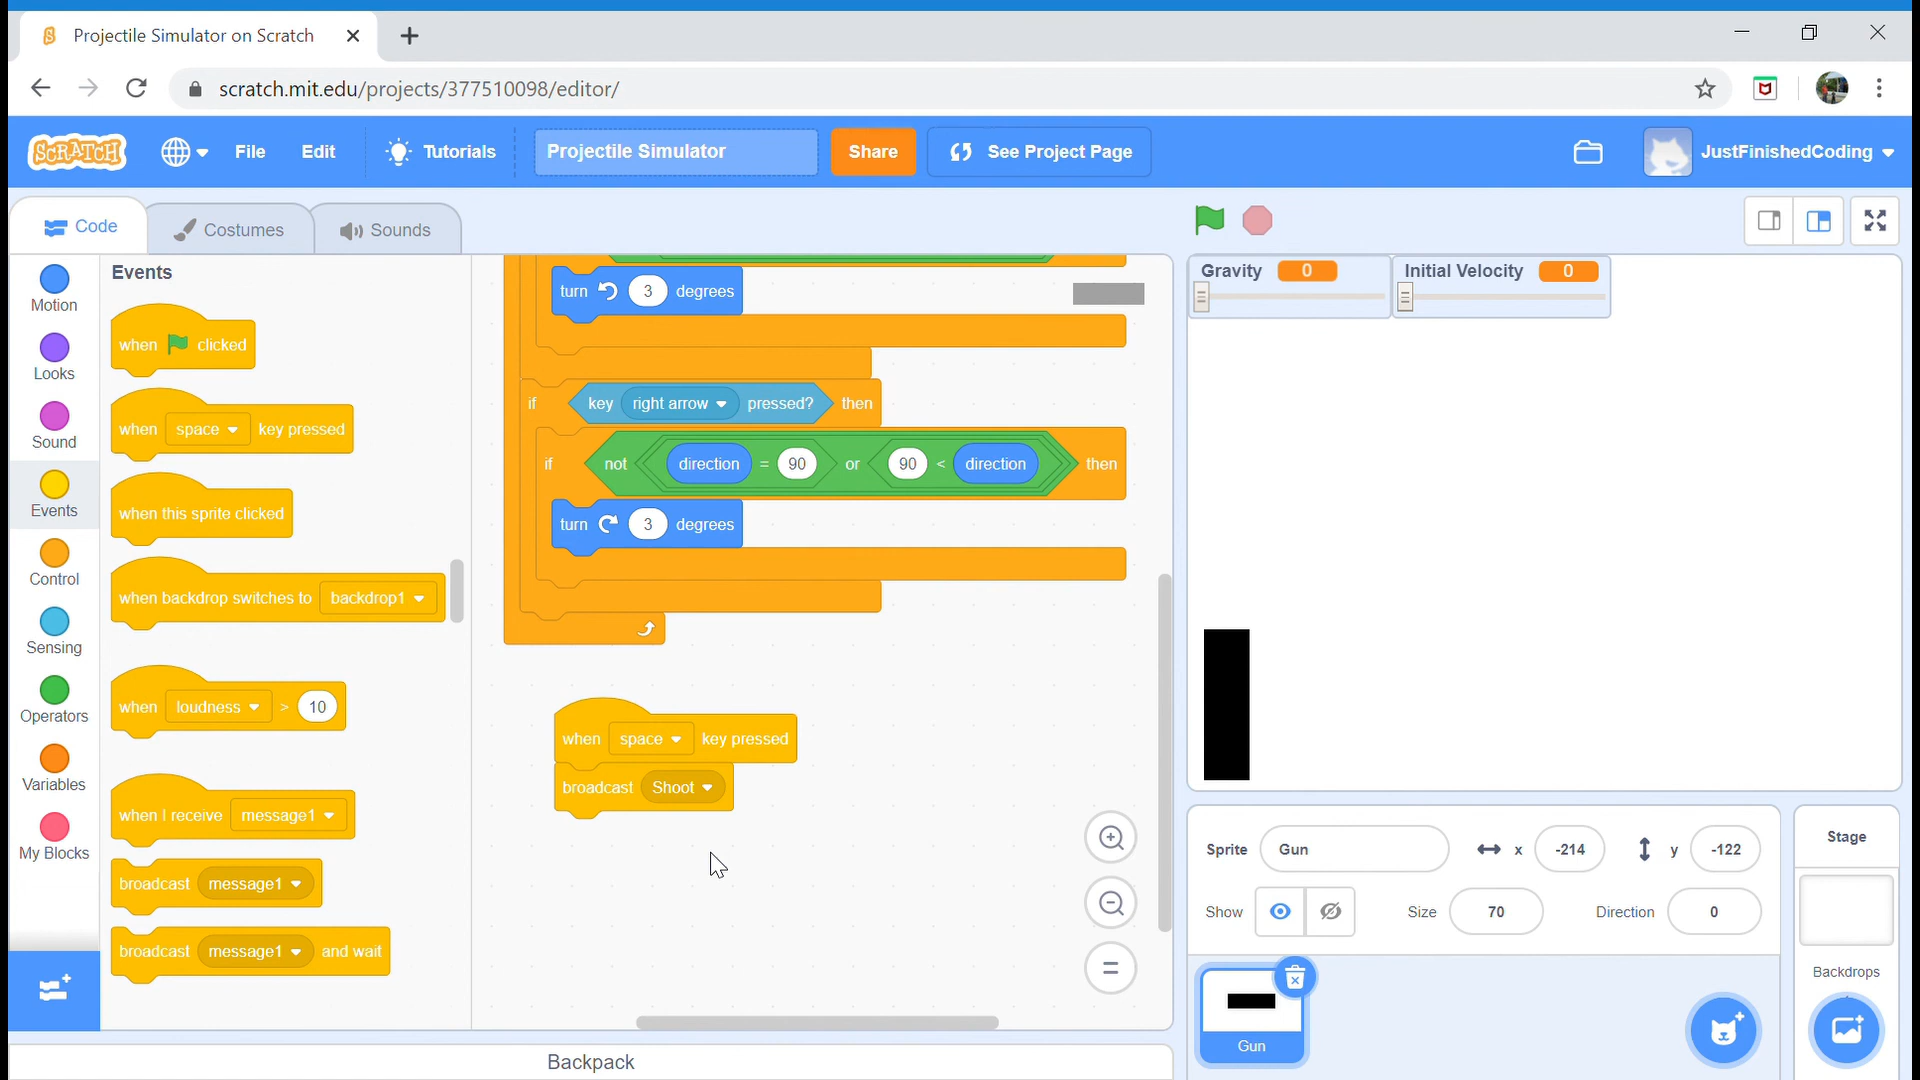 Projectile Simulator on Scratch
scratch.mit.edu/projects/377510098/editor/
SCRATCH
File
Edit
Tutorials
Projectile Simulator
Share
See Project Page
JustFinishedCoding
Code
Costumes
Sounds
Motion
Looks
Sound
Events
Control
Sensing
Operators
Variables
My Blocks
Events
when clicked
when space key pressed
when this sprite clicked
when backdrop switches to backdrop1
when loudness > 10
when I receive message1
broadcast message1
broadcast message1 and wait
turn 3 degrees
if key right arrow pressed? then
if not direction = 90 or 90 < direction then
turn 3 degrees
when space key pressed
broadcast Shoot
Backpack
Gravity 0
Initial Velocity 0
Sprite Gun x -214 y -122
Show Size 70 Direction 0
Gun
Stage
Backdrops